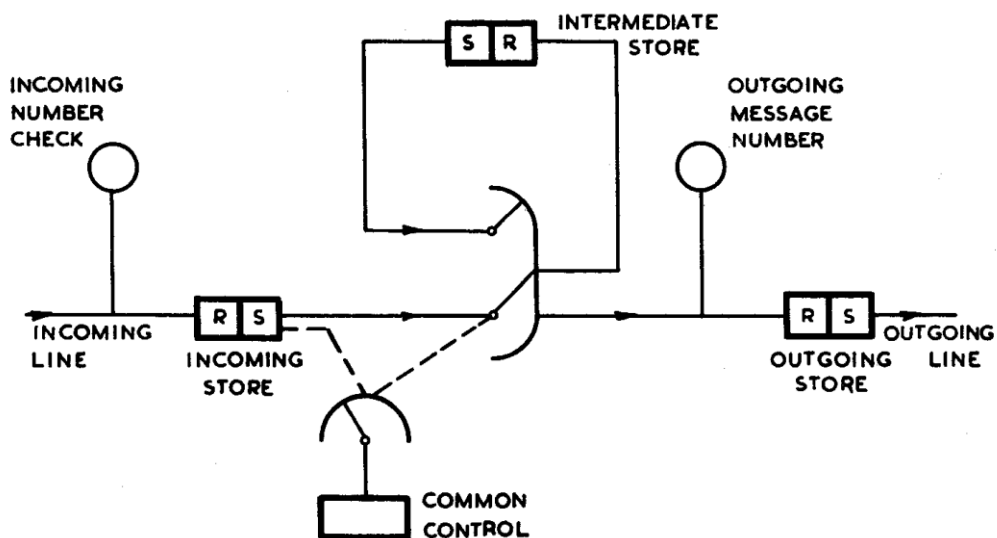 S R
INTERMEDIATE
STORE
INCOMING
NUMBER
CHECK
OUTGOING
MESSAGE
NUMBER
R S
INCOMING
LINE
INCOMING
STORE
R S
OUTGOING
STORE
OUTGOING
LINE
COMMON
CONTROL